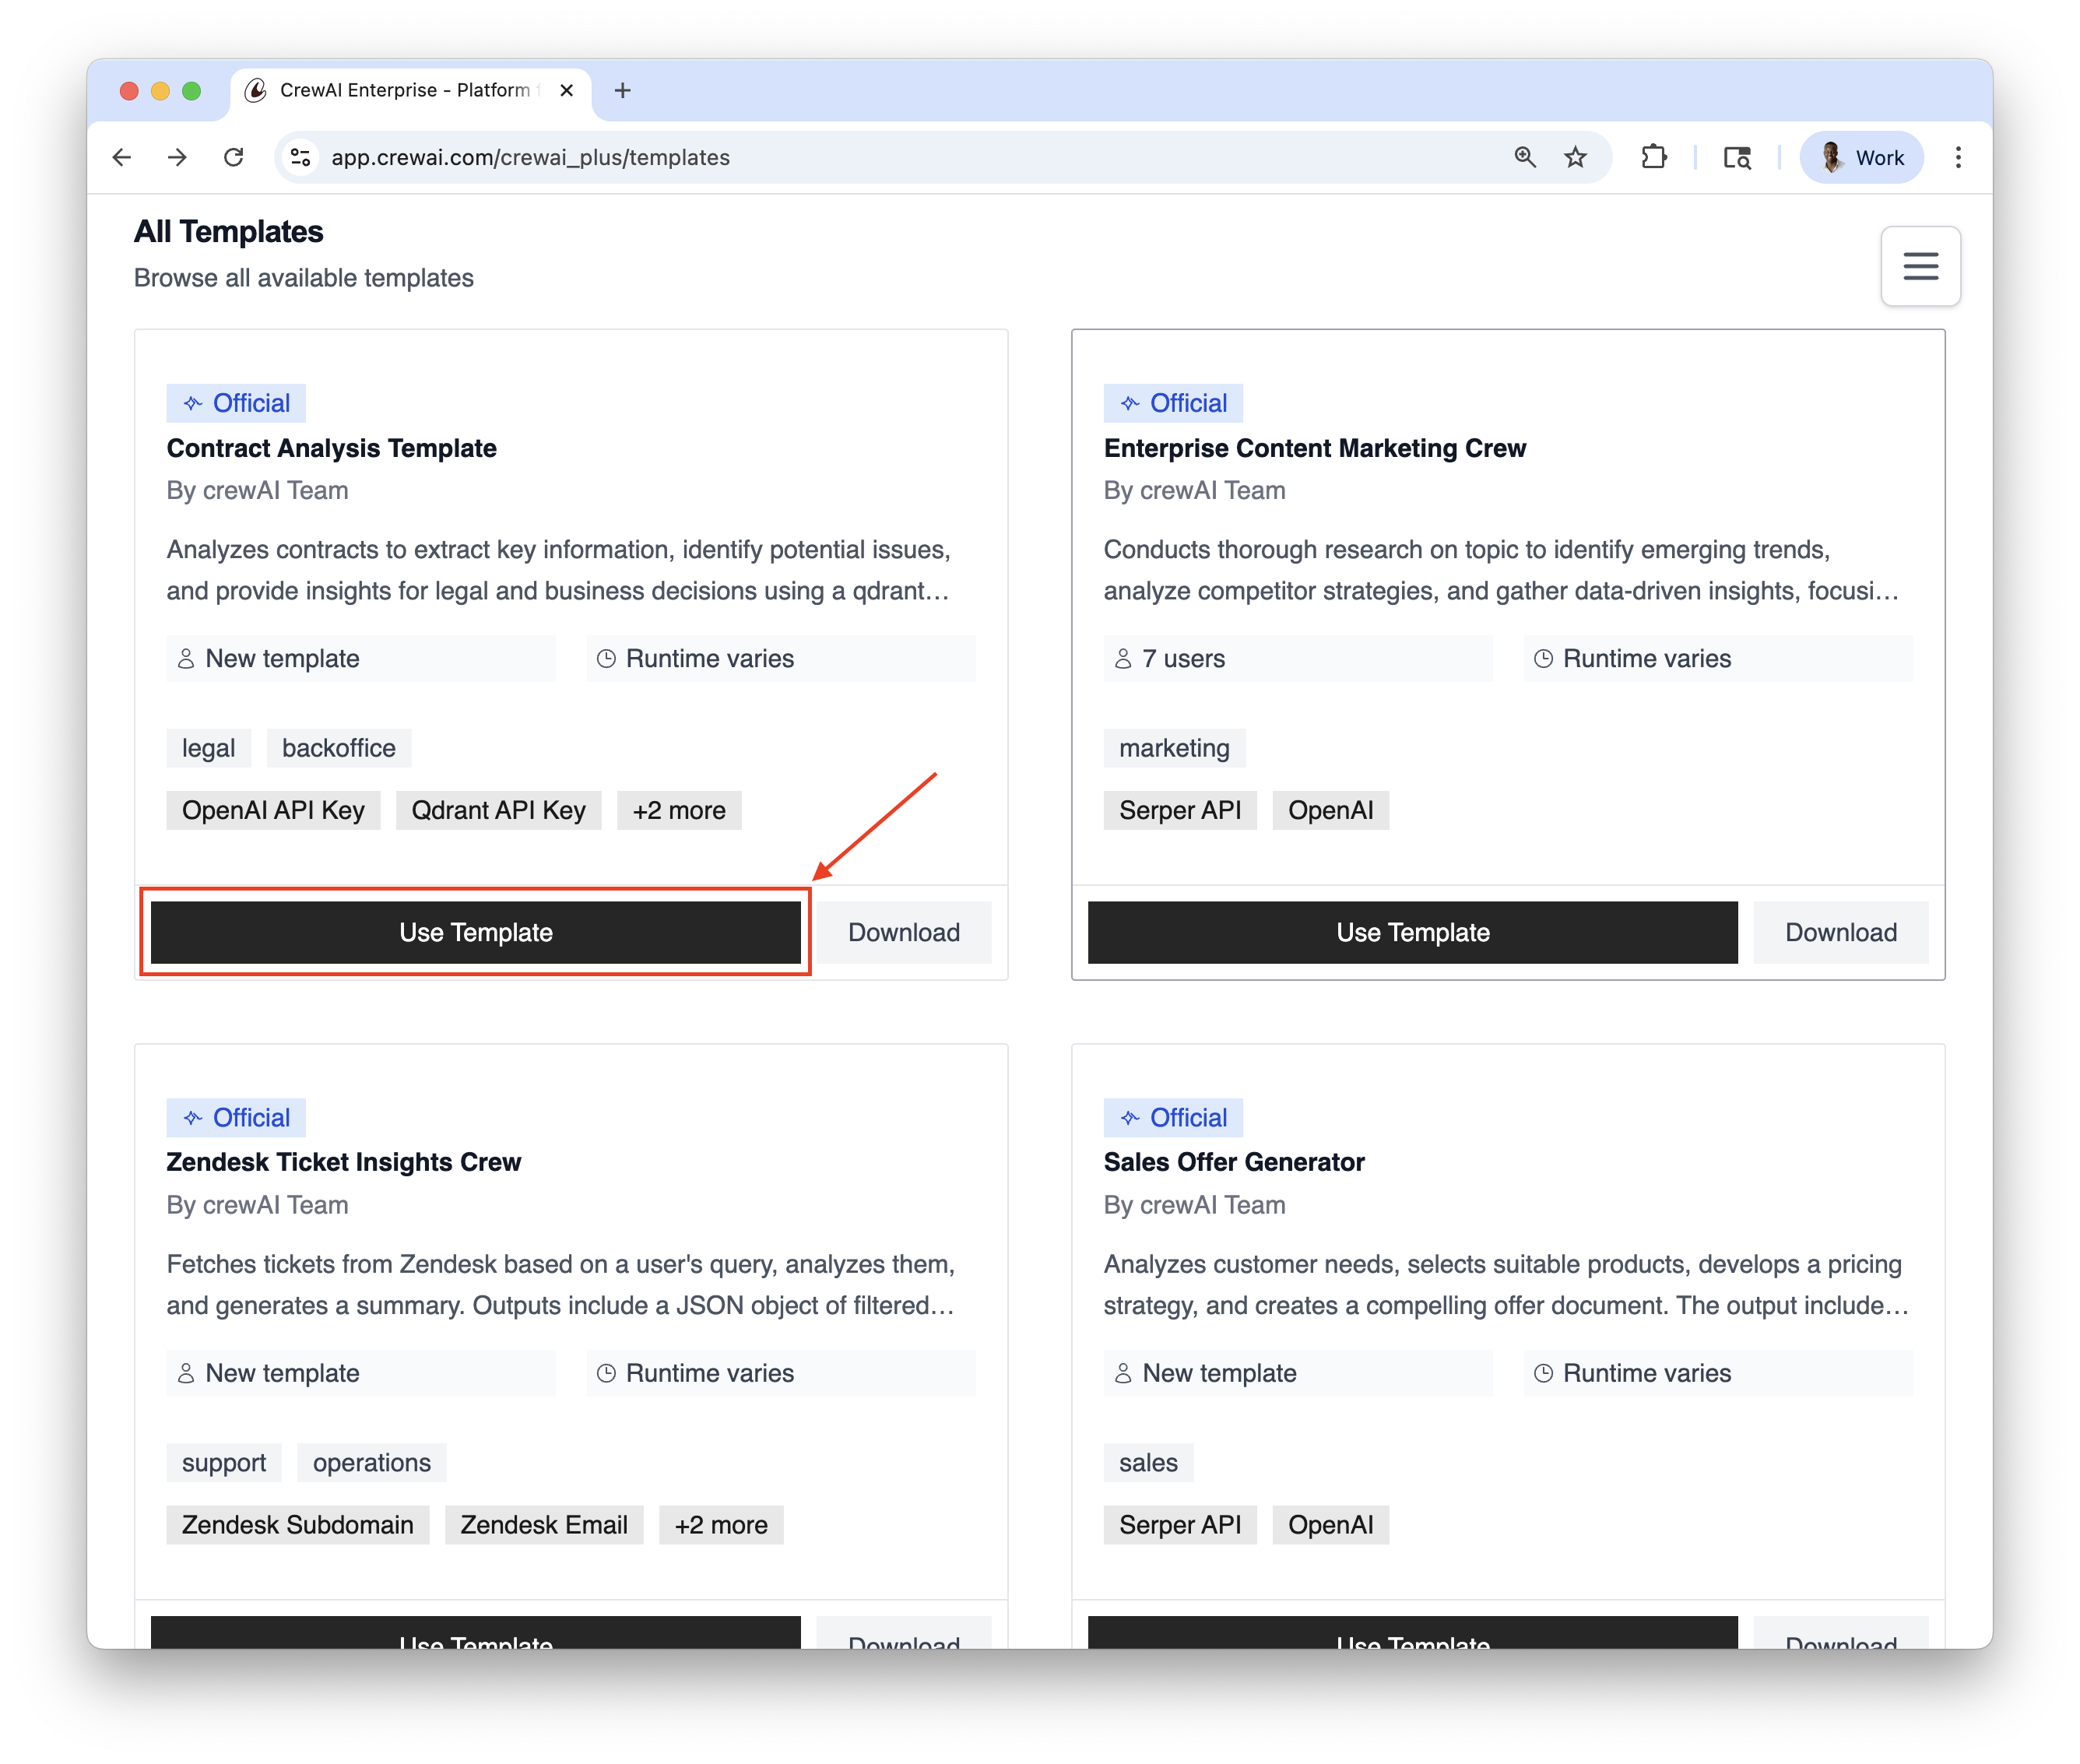 CrewAI Enterprise - Platform
app.crewai.com/crewai_plus/templates
Work
All Templates
Browse all available templates
Official
Contract Analysis Template
By crewAI Team
Analyzes contracts to extract key information, identify potential issues,
and provide insights for legal and business decisions using a qdrant...
New template
Runtime varies
legal
backoffice
OpenAI API Key
Qdrant API Key
+2 more
Use Template
Download
Official
Enterprise Content Marketing Crew
By crewAI Team
Conducts thorough research on topic to identify emerging trends,
analyze competitor strategies, and gather data-driven insights, focusi...
7 users
Runtime varies
marketing
Serper API
OpenAI
Use Template
Download
Official
Zendesk Ticket Insights Crew
By crewAI Team
Fetches tickets from Zendesk based on a user's query, analyzes them,
and generates a summary. Outputs include a JSON object of filtered...
New template
Runtime varies
support
operations
Zendesk Subdomain
Zendesk Email
+2 more
Use Template
Download
Official
Sales Offer Generator
By crewAI Team
Analyzes customer needs, selects suitable products, develops a pricing
strategy, and creates a compelling offer document. The output include...
New template
Runtime varies
sales
Serper API
OpenAI
Use Template
Download